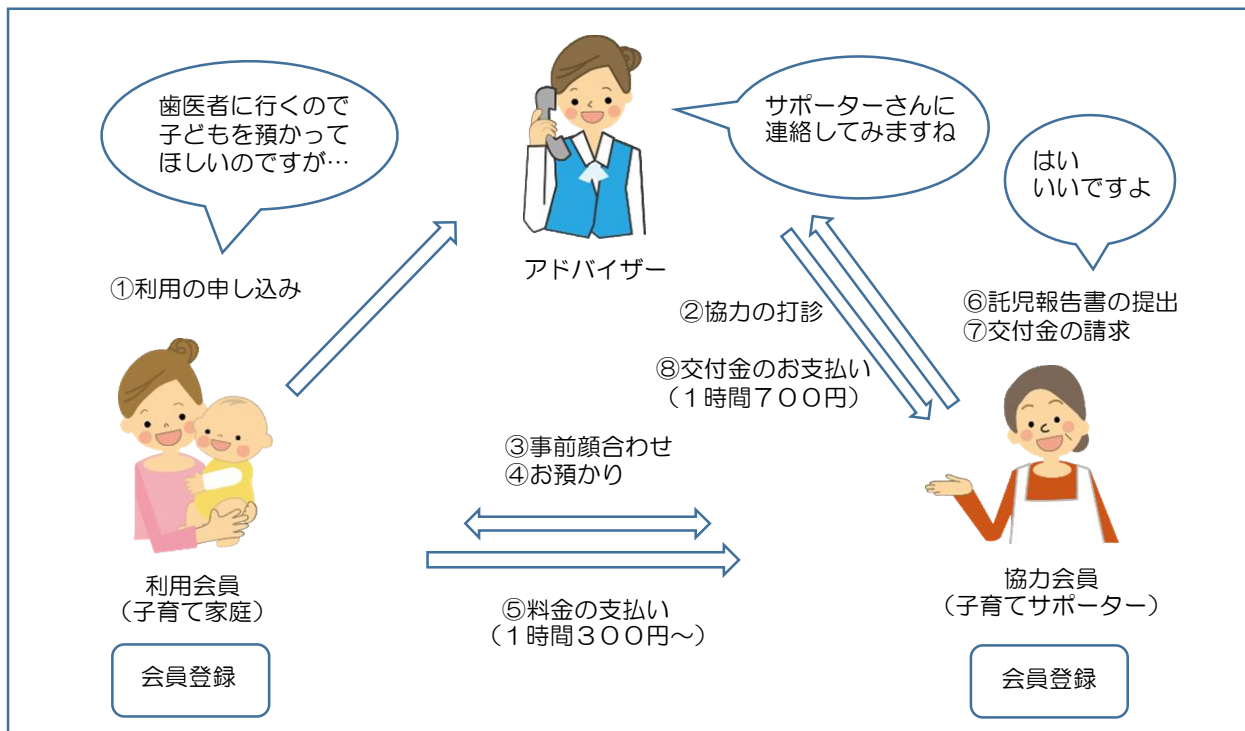 歯医者に行くので
子どもを預かって
ほしいのですが…
サポーターさんに
連絡してみますね
はい
いいですよ
アドバイザー
①利用の申し込み
②協力の打診
⑧交付金のお支払い
（１時間７００円）
⑥託児報告書の提出
⑦交付金の請求
③事前顔合わせ
④お預かり
⑤料金の支払い
（１時間３００円～）
利用会員
（子育て家庭）
会員登録
協力会員
（子育てサポーター）
会員登録